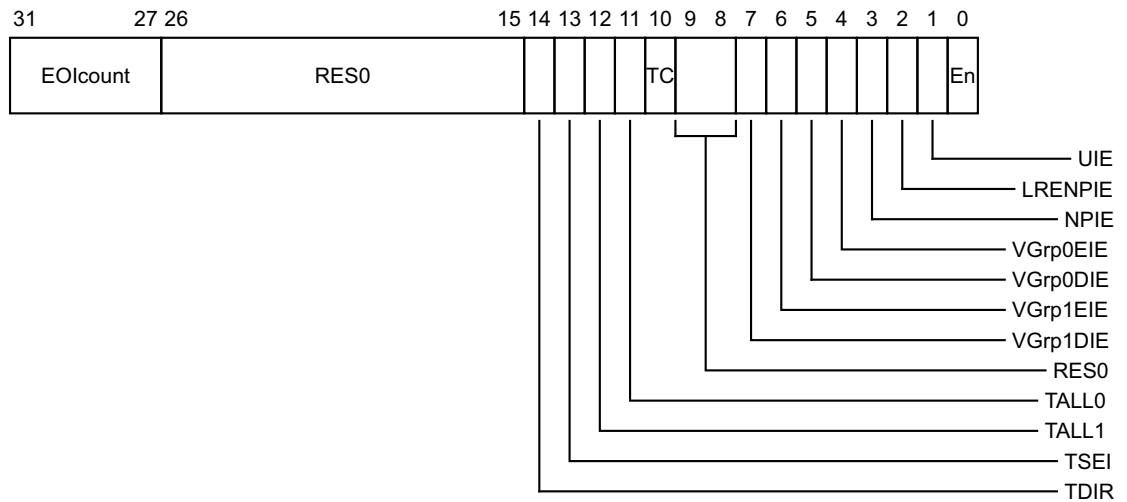 31 27 26 15 14 13 12 11 10 9 8 7 6 5 4 3 2 1 0
EOIcount RES0 TC En
UIE
LRENPIE
NPIE
VGrp0EIE
VGrp0DIE
VGrp1EIE
VGrp1DIE
RES0
TALL0
TALL1
TSEI
TDIR